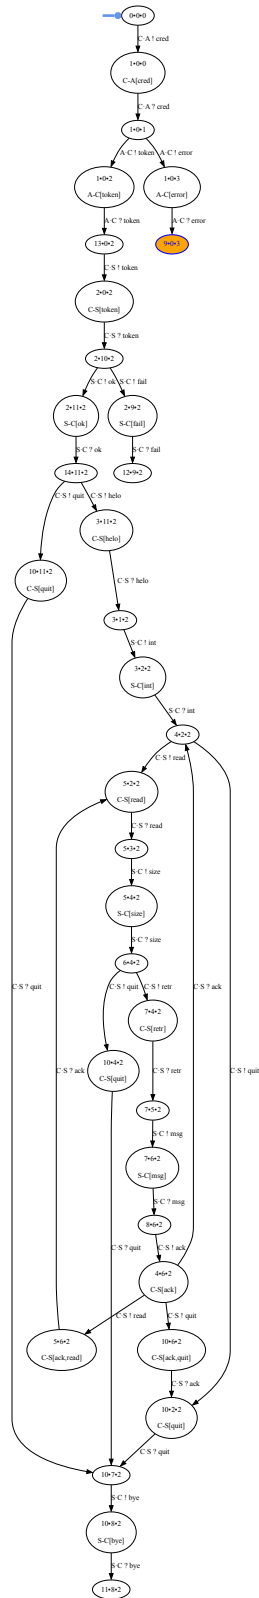 0•0•0
C·A ! cred
1•0•0
C-A[cred]
C·A ? cred
1•0•1
A·C ! token
A·C ! error
1•0•2
A-C[token]
1•0•3
A-C[error]
A·C ? token
A·C ? error
13•0•2
9•0•3
C·S ! token
2•0•2
C-S[token]
C·S ? token
2•10•2
S·C ! ok
S·C ! fail
2•11•2
S-C[ok]
2•9•2
S-C[fail]
S·C ? ok
S·C ? fail
14•11•2
12•9•2
C·S ! quit
C·S ! helo
3•11•2
C-S[helo]
10•11•2
C-S[quit]
C·S ? helo
3•1•2
S·C ! int
3•2•2
S-C[int]
S·C ? int
4•2•2
C·S ! read
5•2•2
C-S[read]
C·S ? read
5•3•2
S·C ! size
5•4•2
S-C[size]
S·C ? size
6•4•2
C·S ? quit
C·S ! quit
C·S ! retr
C·S ? ack
7•4•2
C-S[retr]
10•4•2
C-S[quit]
C·S ? ack
C·S ? retr
C·S ! quit
7•5•2
S·C ! msg
7•6•2
S-C[msg]
S·C ? msg
8•6•2
C·S ? quit
C·S ! ack
4•6•2
C-S[ack]
C·S ! read
C·S ! quit
5•6•2
C-S[ack,read]
10•6•2
C-S[ack,quit]
C·S ? ack
10•2•2
C-S[quit]
C·S ? quit
10•7•2
S·C ! bye
10•8•2
S-C[bye]
S·C ? bye
11•8•2